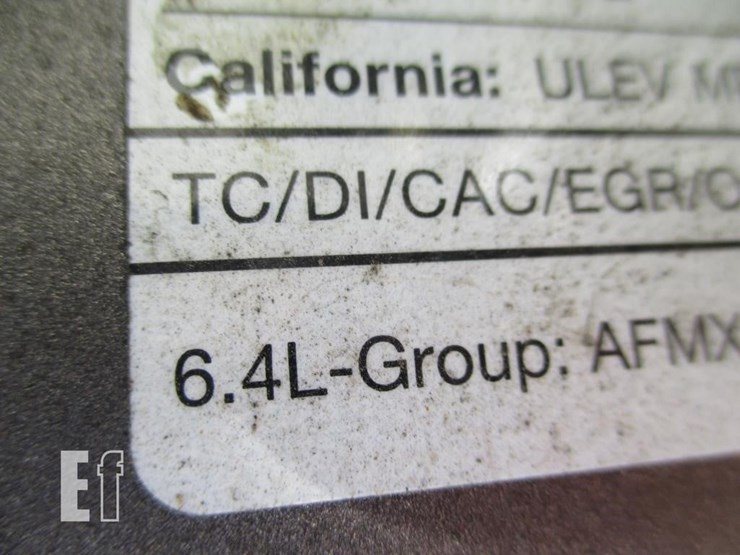 California: ULEV
TC/DI/CAC/EGR/
6.4L-Group: AFMX
Ef